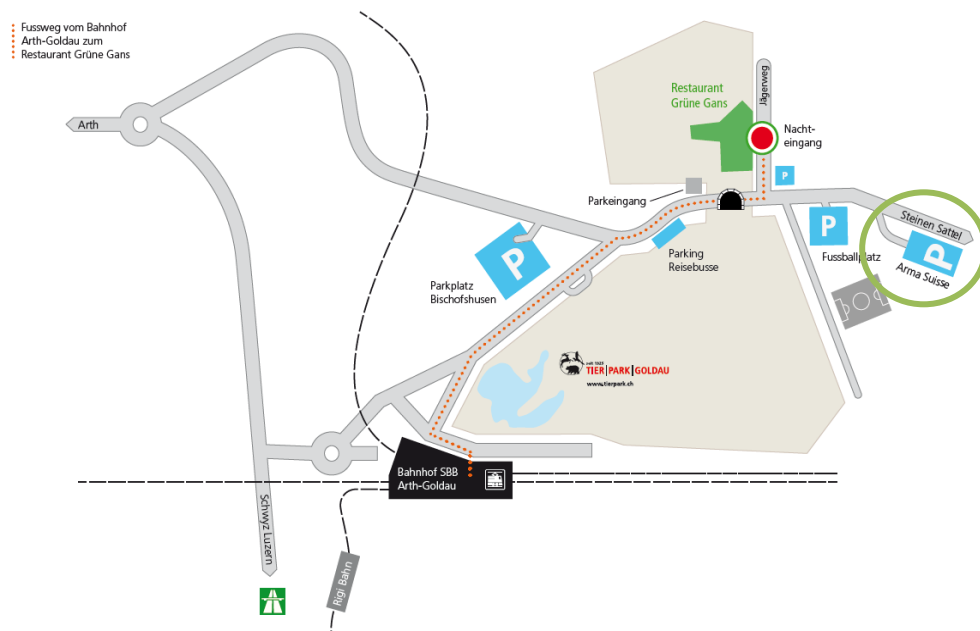 Fussweg vom Bahnhof
Arth-Goldau zum
Restaurant Grüne Gans
Arth
Restaurant
Grüne Gans
Jägerweg
Nacht-
eingang
P
Parkeingang
Steinen Sattel
P
P
Fussballplatz
Arma Suisse
Parking
Reisebusse
P
Parkplatz
Bischofshusen
seit 1925
TIER|PARK|GOLDAU
www.tierpark.ch
Bahnhof SBB
Arth-Goldau
Schwyz Luzern
Rigi Bahn